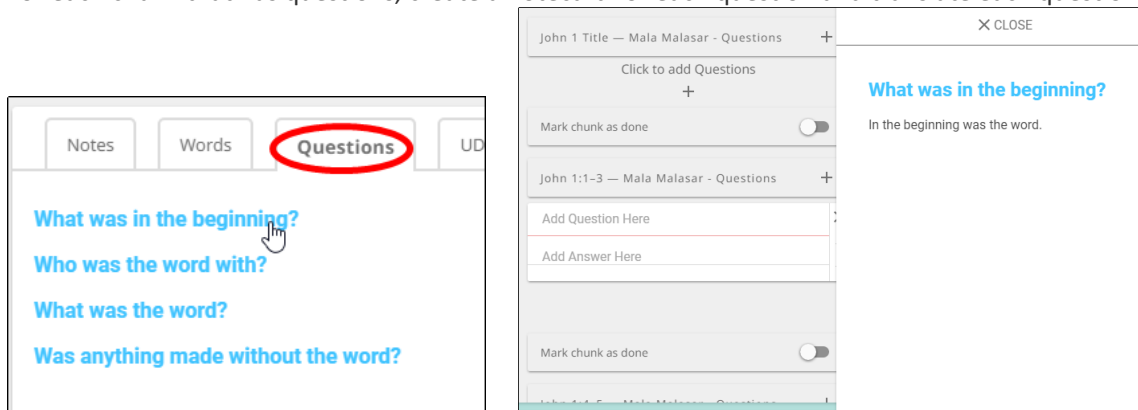 Notes Words Questions UD
What was in the beginning?
Who was the word with?
What was the word?
Was anything made without the word?
John 1 Title — Mala Malasar - Questions +
Click to add Questions
+
Mark chunk as done
John 1:1–3 — Mala Malasar - Questions +
Add Question Here
Add Answer Here
Mark chunk as done
CLOSE
What was in the beginning?
In the beginning was the word.